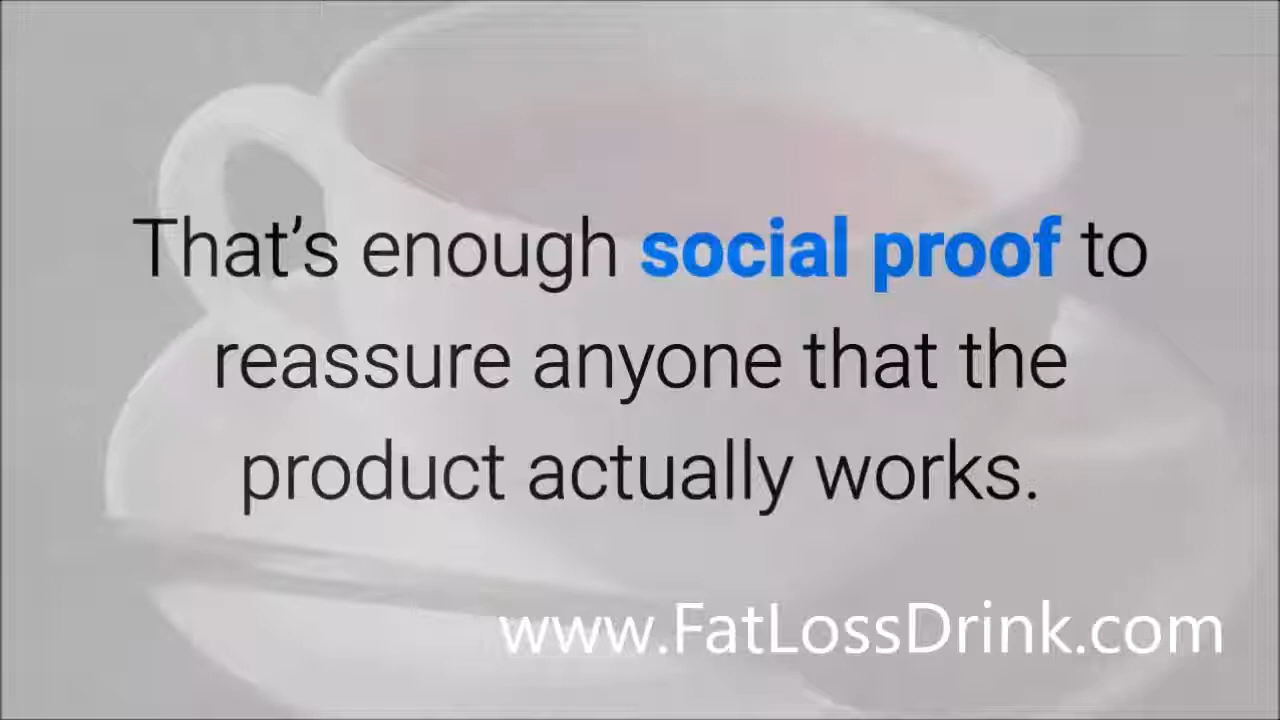 That’s enough social proof to
reassure anyone that the
product actually works.
www.FatLossDrink.com